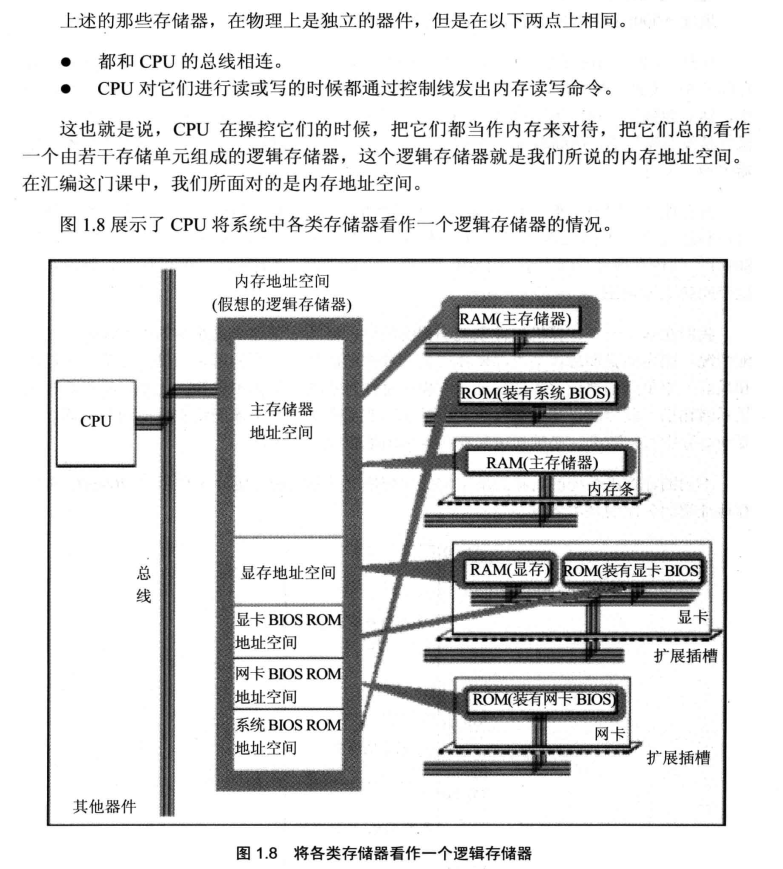 上述的那些存储器，在物理上是独立的器件，但是在以下两点上相同。
● 都和 CPU 的总线相连。
● CPU 对它们进行读或写的时候都通过控制线发出内存读写命令。
这也就是说，CPU 在操控它们的时候，把它们都当作内存来对待，把它们总的看作
一个由若干存储单元组成的逻辑存储器，这个逻辑存储器就是我们所说的内存地址空间。
在汇编这门课中，我们所面对的是内存地址空间。
图 1.8 展示了 CPU 将系统中各类存储器看作一个逻辑存储器的情况。
内存地址空间
(假想的逻辑存储器)
CPU
总
线
其他器件
主存储器
地址空间
显存地址空间
显卡 BIOS ROM
地址空间
网卡 BIOS ROM
地址空间
系统 BIOS ROM
地址空间
RAM(主存储器)
ROM(装有系统 BIOS)
RAM(主存储器)
内存条
RAM(显存)
ROM(装有显卡 BIOS)
显卡
扩展插槽
ROM(装有网卡 BIOS)
网卡
扩展插槽
图 1.8 将各类存储器看作一个逻辑存储器